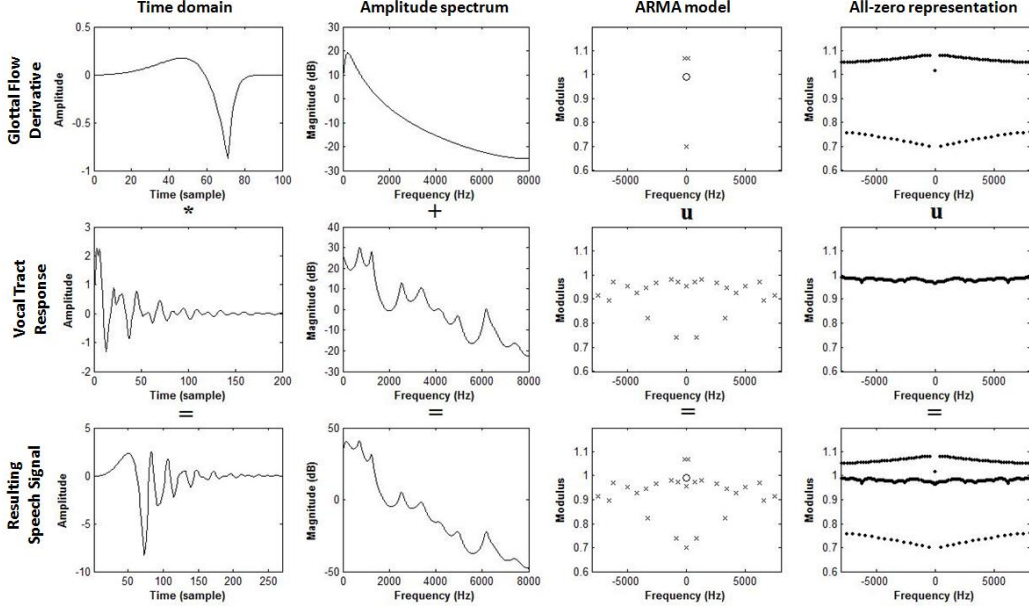 Time domain
Amplitude spectrum
ARMA model
All-zero representation
Glottal Flow
Derivative
Amplitude
0.5
0
-0.5
-1
0 20 40 60 80 100
Time (sample)
Magnitude (dB)
30
20
10
0
-10
-20
-30
0 2000 4000 6000 8000
Frequency (Hz)
Modulus
1.1
1
0.9
0.8
0.7
0.6
-5000 0 5000
Frequency (Hz)
Modulus
1.1
1
0.9
0.8
0.7
0.6
-5000 0 5000
Frequency (Hz)
* + u u
Vocal Tract
Response
Amplitude
3
2
1
0
-1
-2
0 50 100 150 200
Time (sample)
Magnitude (dB)
40
30
20
10
0
-10
-20
-30
0 2000 4000 6000 8000
Frequency (Hz)
Modulus
1.1
1
0.9
0.8
0.7
0.6
-5000 0 5000
Frequency (Hz)
Modulus
1.1
1
0.9
0.8
0.7
0.6
-5000 0 5000
Frequency (Hz)
= = = =
Resulting
Speech Signal
Amplitude
5
0
-5
-10
50 100 150 200 250
Time (sample)
Magnitude (dB)
50
0
-50
0 2000 4000 6000 8000
Frequency (Hz)
Modulus
1.1
1
0.9
0.8
0.7
0.6
-5000 0 5000
Frequency (Hz)
Modulus
1.1
1
0.9
0.8
0.7
0.6
-5000 0 5000
Frequency (Hz)